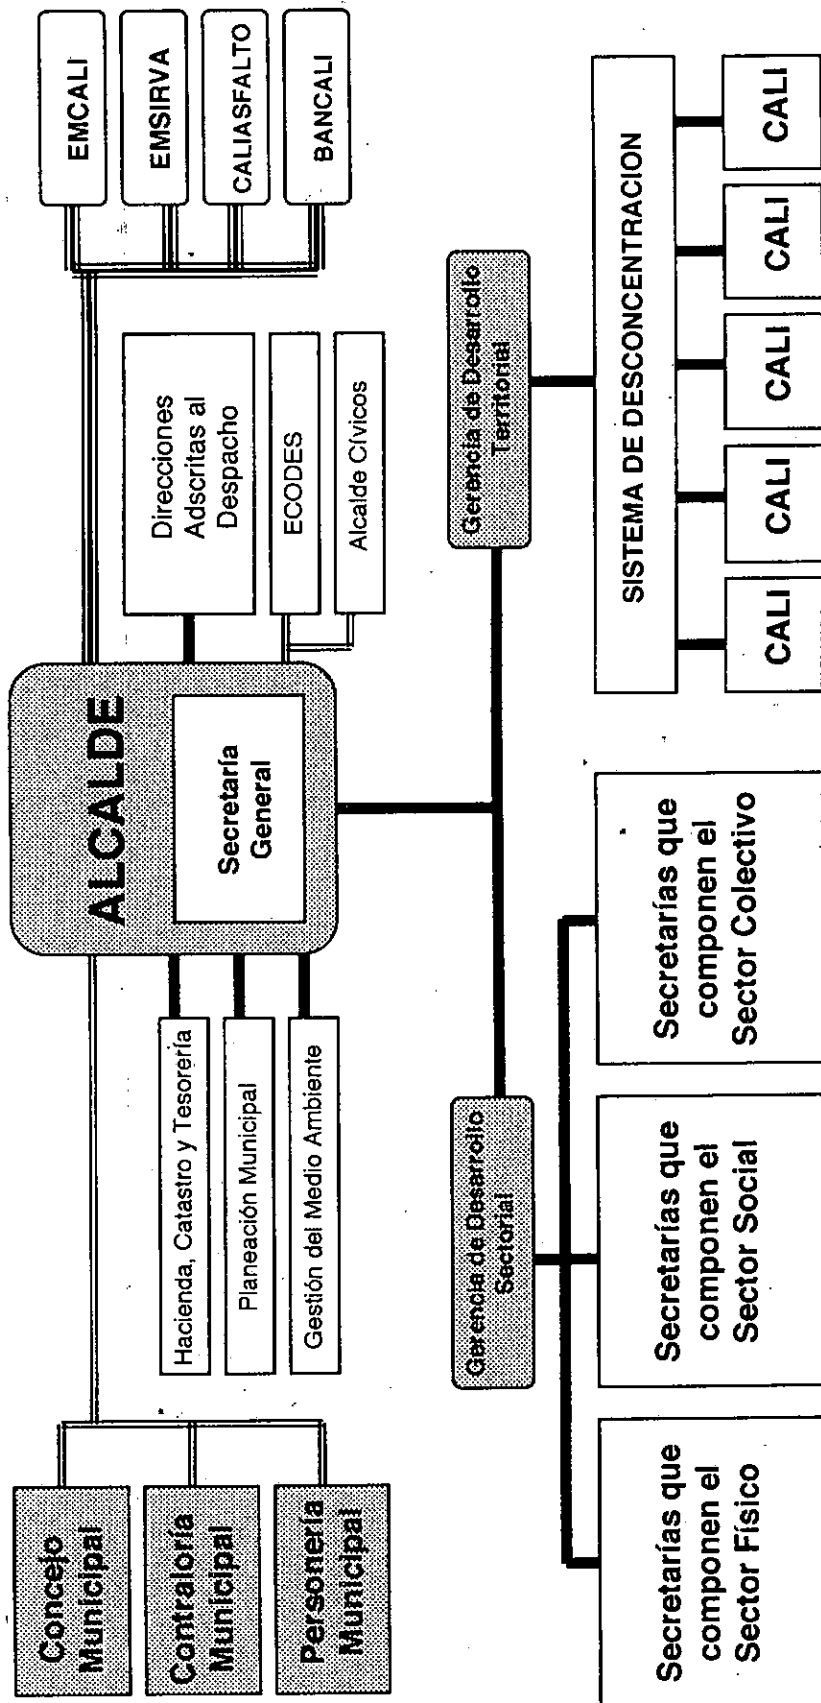 Concejo
Municipal
Contraloría
Municipal
Personería
Municipal
ALCALDE
Secretaría
General
Hacienda, Catastro y Tesorería
Planeación Municipal
Gestión del Medio Ambiente
Direcciones
Adscritas al
Despacho
ECODES
Alcalde Cívicos
EMCALI
EMSIRVA
CALIASFALTO
BANCALI
Gerencia de Desarrollo
Sectorial
Gerencia de Desarrollo
Territorial
Secretarías que
componen el
Sector Físico
Secretarías que
componen el
Sector Social
Secretarías que
componen el
Sector Colectivo
SISTEMA DE DESCONCENTRACION
CALI
CALI
CALI
CALI
CALI